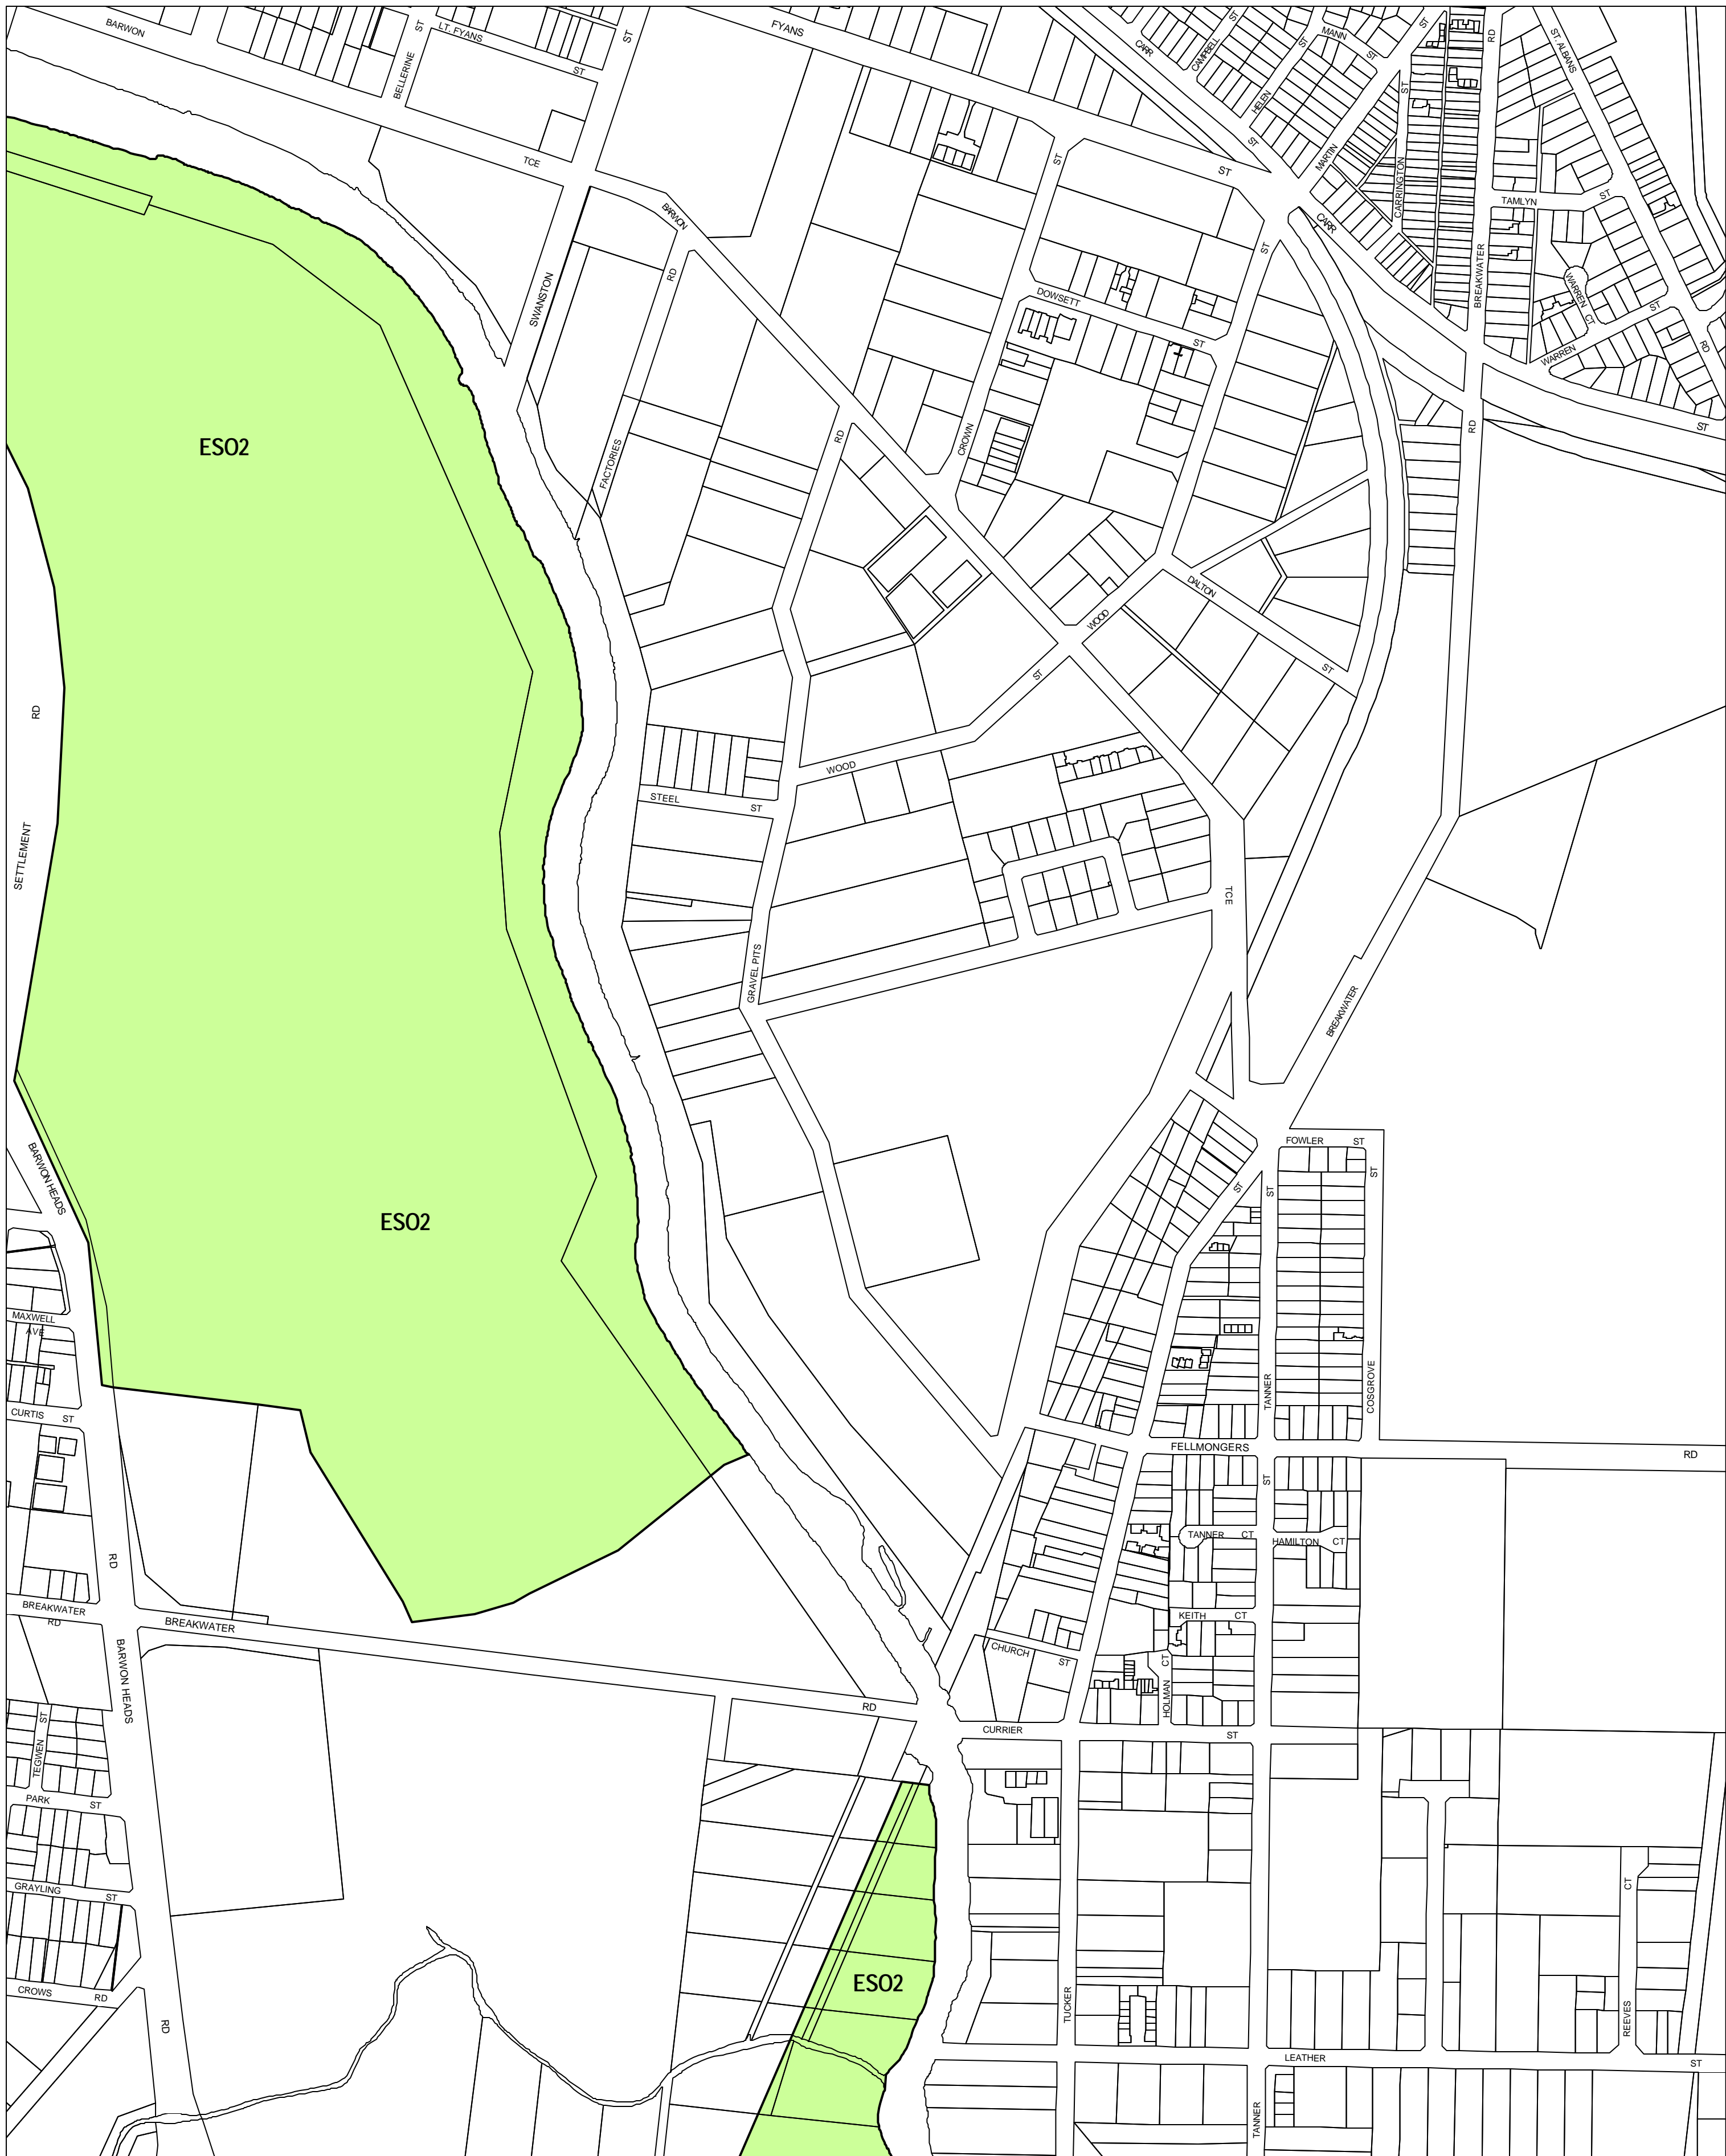 BARWON
BELLERINE
ST
LT. FYANS
ST
ST
FYANS
CARR
CAMPBELL
ST
HELEN
ST
MANN
ST
ST
ST
MARTIN
ST
CARRINGTON
RD
ST. ALBANS
TCE
BARWON
ST
ST
CARR
TAMLYN
ST
BREAKWATER
WARREN
CT
ST
WARREN
RD
ST
SWANSTON
RD
DOWSETT
ST
ST
ESO2
FACTORIES
RD
CROWN
RD
WOOD
DALTON
ST
ST
RD
WOOD
STEEL
ST
SETTLEMENT
TCE
GRAVEL PITS
BREAKWATER
FOWLER
ST
ST
ST
ST
BARWON HEADS
ESO2
MAXWELL
AVE
TANNER
COSGROVE
CURTIS
ST
FELLMONGERS
RD
ST
TANNER
CT
HAMILTON
CT
RD
BREAKWATER
RD
BREAKWATER
KEITH
CT
CHURCH
ST
CT
HOLMAN
BARWON HEADS
RD
CURRIER
ST
ST
TEGWEN
PARK
ST
GRAYLING
ST
CT
ESO2
CROWS
RD
RD
TUCKER
REEVES
LEATHER
ST
TANNER